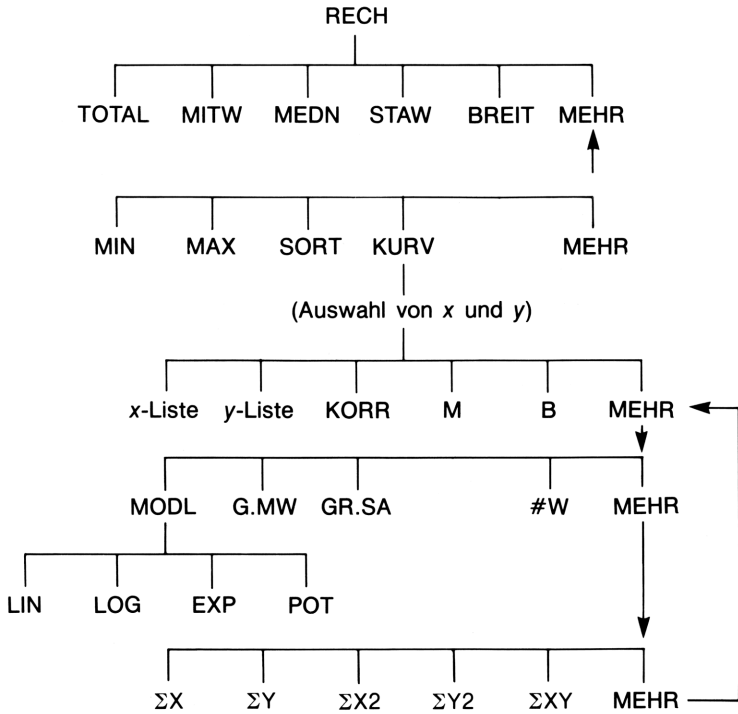 RECH
TOTAL MITW MEDN STAW BREIT MEHR
MIN MAX SORT KURV MEHR
(Auswahl von x und y)
x-Liste y-Liste KORR M B MEHR
MODL G.MW GR.SA #W MEHR
LIN LOG EXP POT
ΣX ΣY ΣX2 ΣY2 ΣXY MEHR